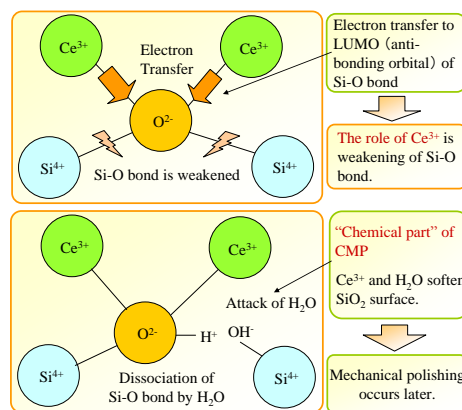 Ce³⁺
Electron
Transfer
Ce³⁺
O²⁻
Si⁴⁺
Si⁴⁺
Si-O bond is weakened
Electron transfer to
LUMO (anti-
bonding orbital) of
Si-O bond
The role of Ce³⁺ is
weakening of Si-O
bond.
Ce³⁺
Ce³⁺
Attack of H₂O
O²⁻
H⁺
OH⁻
Si⁴⁺
Si⁴⁺
Dissociation of
Si-O bond by H₂O
“Chemical part” of
CMP
Ce³⁺ and H₂O soften
SiO₂ surface.
Mechanical polishing
occurs later.